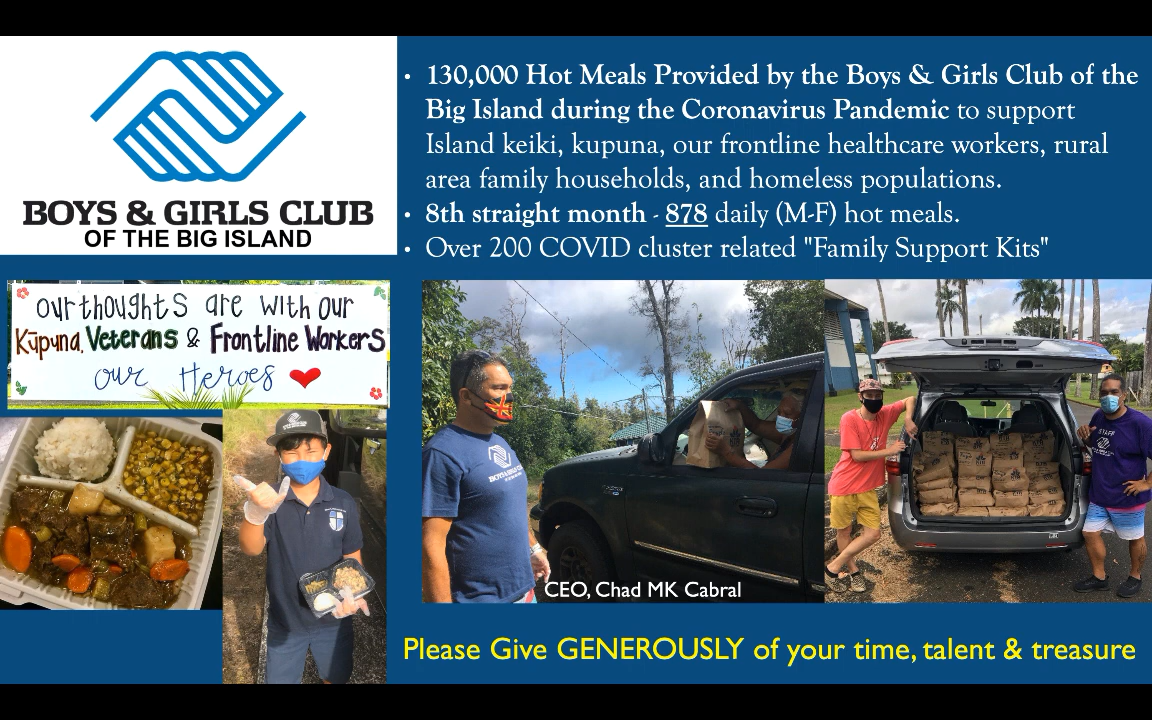 BOYS & GIRLS CLUB
OF THE BIG ISLAND
• 130,000 Hot Meals Provided by the Boys & Girls Club of the
Big Island during the Coronavirus Pandemic to support
Island keiki, kupuna, our frontline healthcare workers, rural
area family households, and homeless populations.
• 8th straight month - 878 daily (M-F) hot meals.
• Over 200 COVID cluster related "Family Support Kits"
our thoughts are with our
Kūpuna, Veterans & Frontline Workers
our Heroes
CEO, Chad MK Cabral
STAFF
Please Give GENEROUSLY of your time, talent & treasure